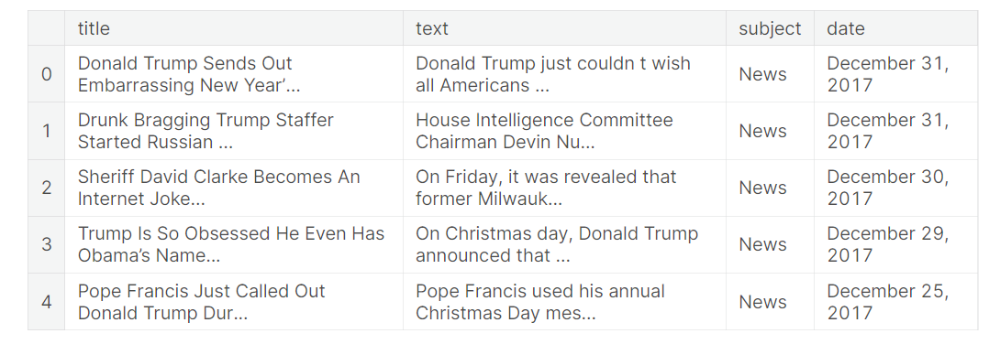 title text subject date
0 Donald Trump Sends Out Embarrassing New Year’... Donald Trump just couldn t wish all Americans ... News December 31, 2017
1 Drunk Bragging Trump Staffer Started Russian ... House Intelligence Committee Chairman Devin Nu... News December 31, 2017
2 Sheriff David Clarke Becomes An Internet Joke... On Friday, it was revealed that former Milwauk... News December 30, 2017
3 Trump Is So Obsessed He Even Has Obama’s Name... On Christmas day, Donald Trump announced that ... News December 29, 2017
4 Pope Francis Just Called Out Donald Trump Dur... Pope Francis used his annual Christmas Day mes... News December 25, 2017